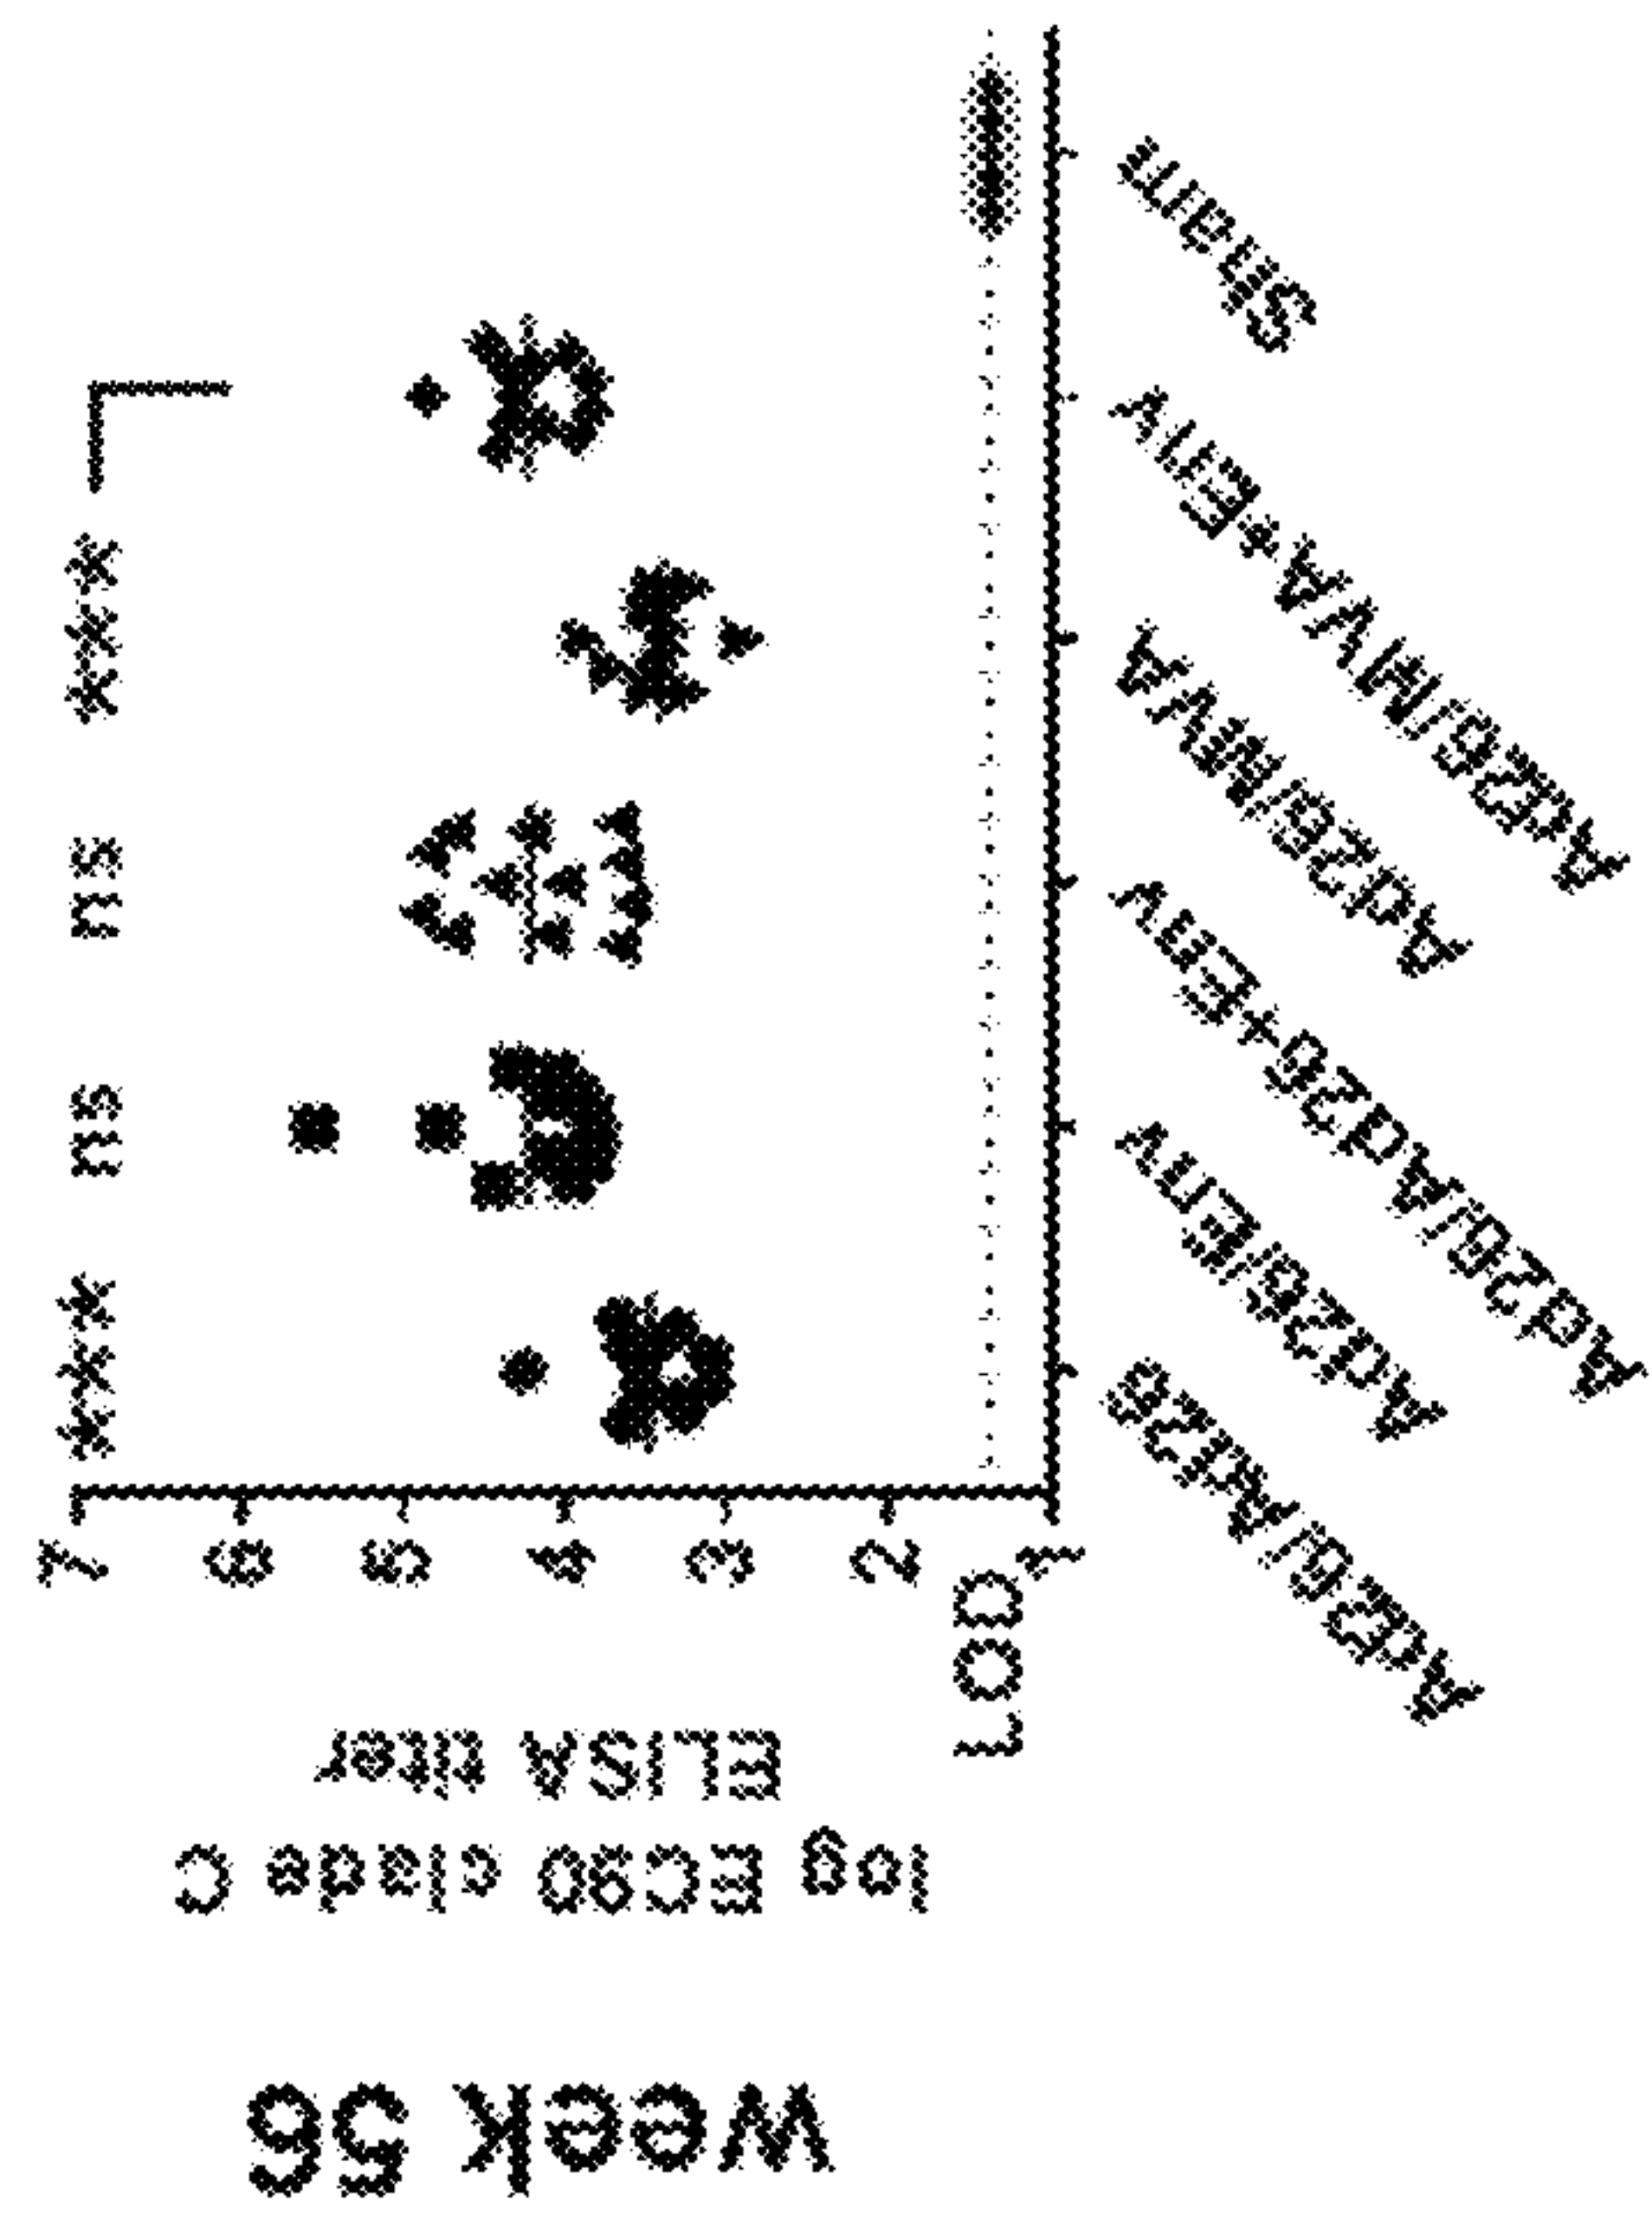 Week 56
log EC90 clade C
ELISA titer
7
6
5
4
3
2
1
LOD
***
ns
ns
***
Ad26/Ad26
Ad26/Env
Ad26/Ad26+Env
Ad26/MVA
Ad26/MVA+Env
Sham